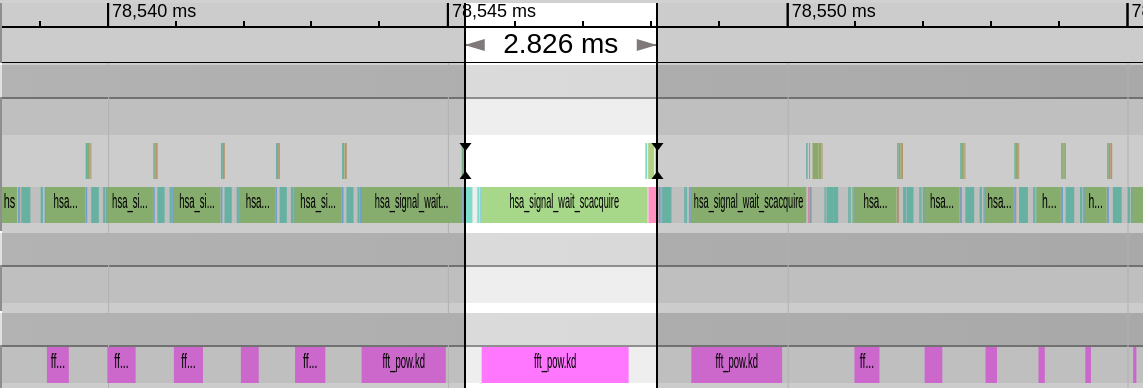 78,540 ms 78,545 ms 78,550 ms
2.826 ms
hs hsa... hsa_si... hsa_si... hsa... hsa_si... hsa_signal_wait... hsa_signal_wait_scacquire hsa_signal_wait_scacquire hsa... hsa... hsa... h... h...
ff... ff... ff... ff... fft_pow.kd fft_pow.kd fft_pow.kd ff...